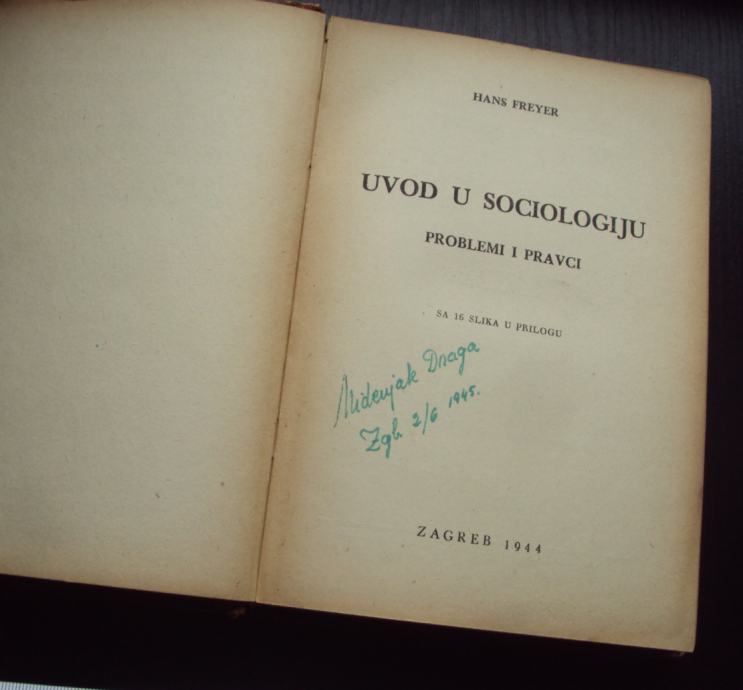 HANS FREYER
UVOD U SOCIOLOGIJU
PROBLEMI I PRAVCI
SA 16 SLIKA U PRILOGU
Draga
Zgb. 2/6 1945.
ZAGREB 1944